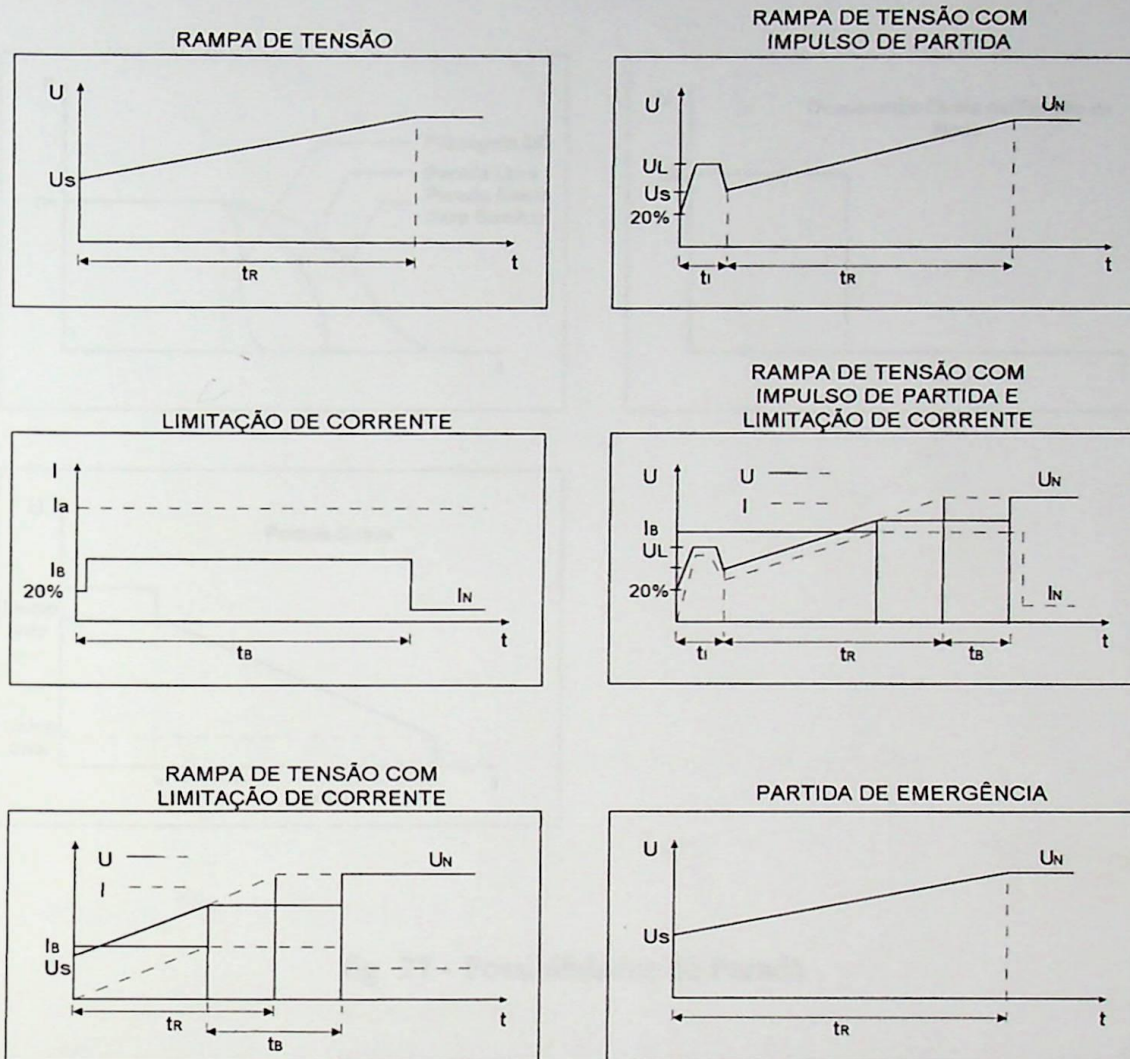 RAMPA DE TENSÃO
U
Us
tR
t
RAMPA DE TENSÃO COM
IMPULSO DE PARTIDA
U
UN
UL
Us
20%
tI
tR
t
LIMITAÇÃO DE CORRENTE
I
Ia
IB
20%
IN
tB
t
RAMPA DE TENSÃO COM
IMPULSO DE PARTIDA E
LIMITAÇÃO DE CORRENTE
U
U
I
UN
IB
UL
20%
IN
tI
tR
tB
t
RAMPA DE TENSÃO COM
LIMITAÇÃO DE CORRENTE
U
I
UN
IB
Us
tR
tB
t
PARTIDA DE EMERGÊNCIA
U
UN
Us
tR
t